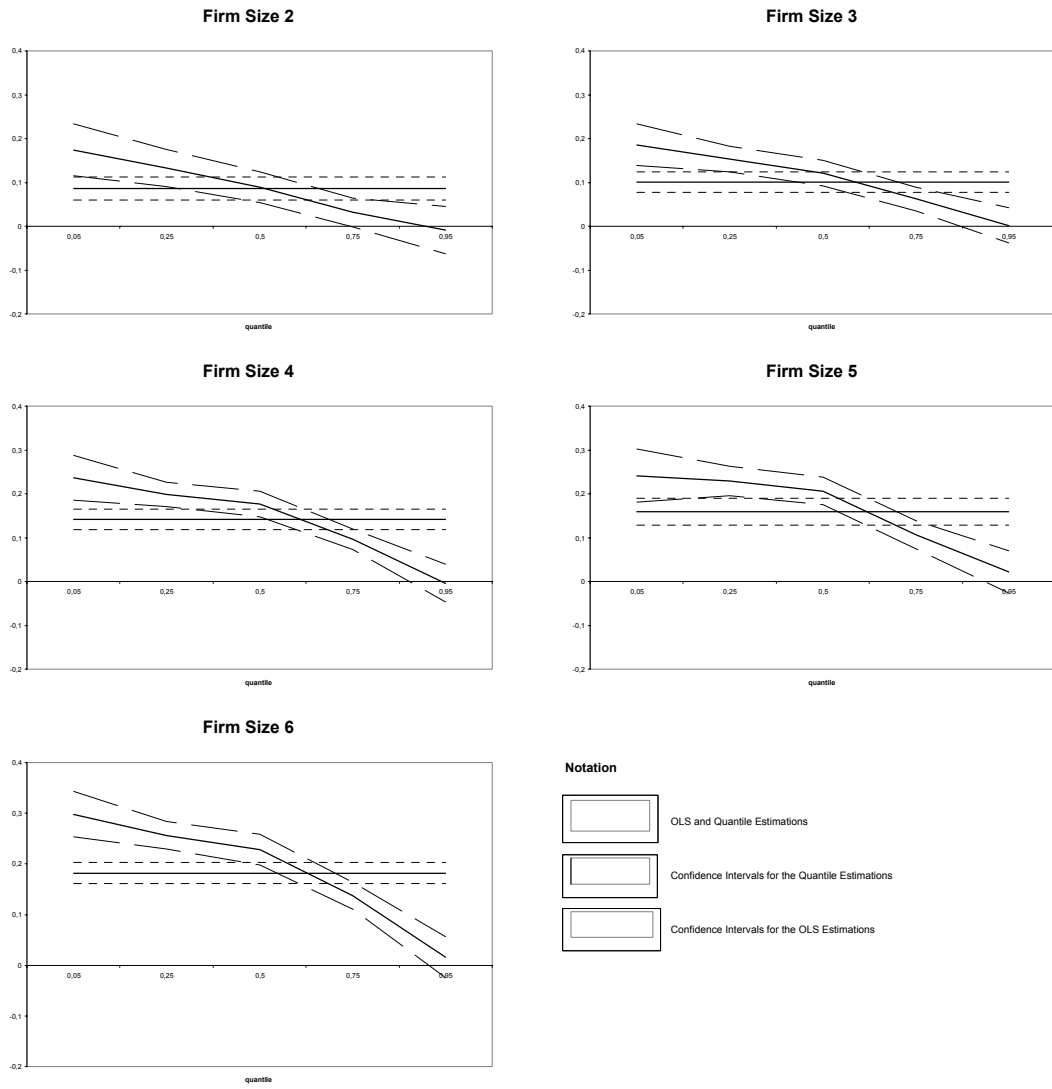 Firm Size 2
0,4
0,3
0,2
0,1
0
-0,1
-0,2
0,05 0,25 0,5 0,75 0,95
quantile
Firm Size 3
0,4
0,3
0,2
0,1
0
-0,1
-0,2
0,05 0,25 0,5 0,75 0,95
quantile
Firm Size 4
0,4
0,3
0,2
0,1
0
-0,1
-0,2
0,05 0,25 0,5 0,75 0,95
quantile
Firm Size 5
0,4
0,3
0,2
0,1
0
-0,1
-0,2
0,05 0,25 0,5 0,75 0,95
quantile
Firm Size 6
0,4
0,3
0,2
0,1
0
-0,1
-0,2
0,05 0,25 0,5 0,75 0,95
quantile
Notation
OLS and Quantile Estimations
Confidence Intervals for the Quantile Estimations
Confidence Intervals for the OLS Estimations